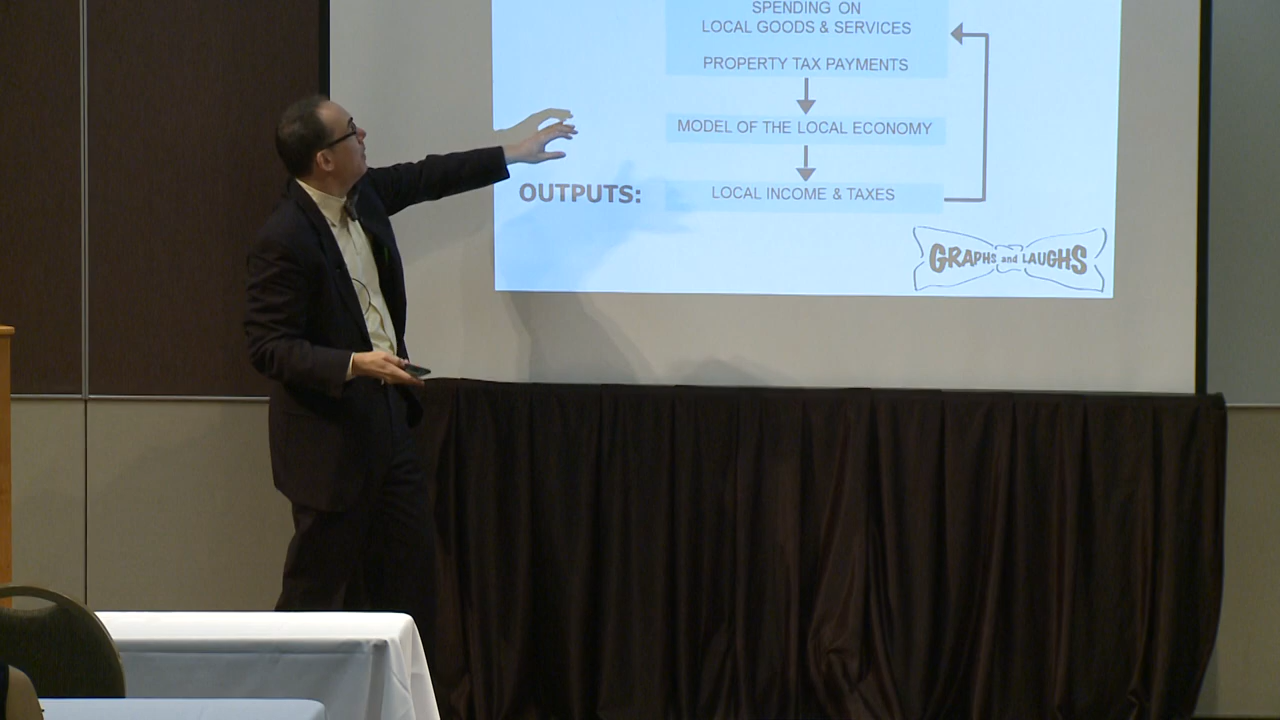 SPENDING ON
LOCAL GOODS & SERVICES
PROPERTY TAX PAYMENTS
MODEL OF THE LOCAL ECONOMY
OUTPUTS:
LOCAL INCOME & TAXES
GRAPHS and LAUGHS